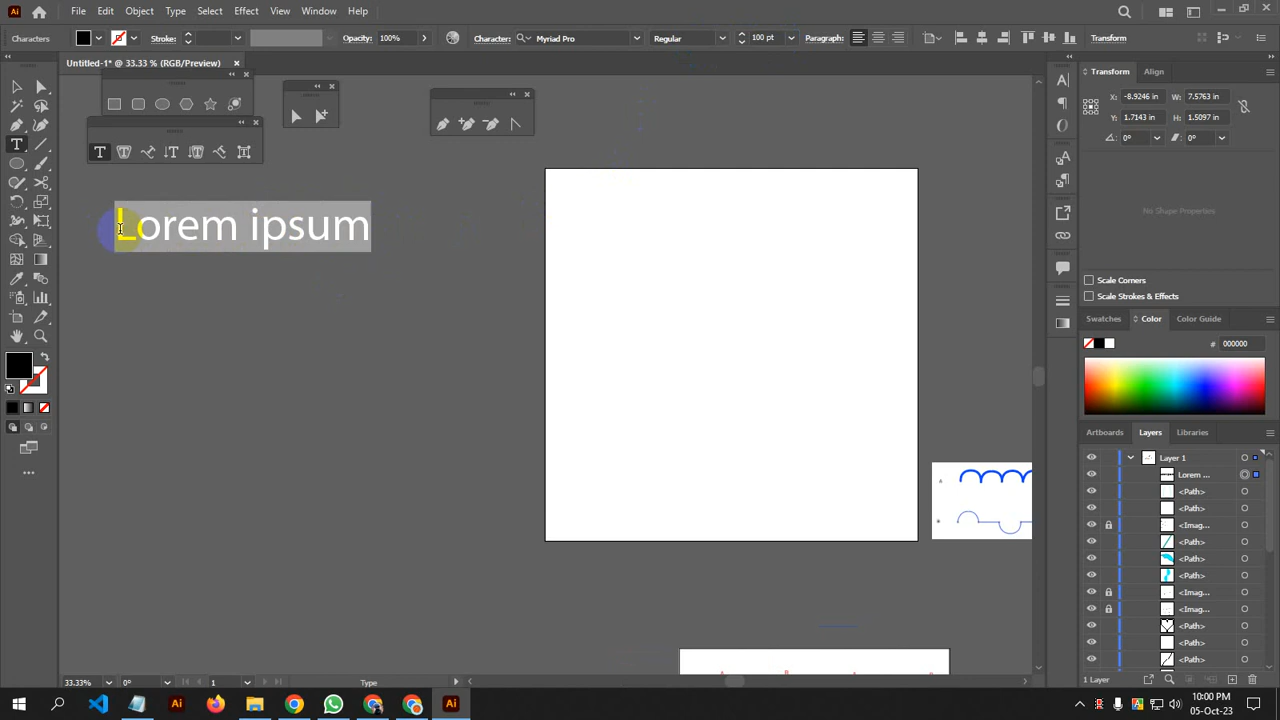 Ai File Edit Object Type Select Effect View Window Help
Characters Stroke: Opacity: 100% Character: Myriad Pro Regular 100 pt Paragraph: Transform
Untitled-1* @ 33.33 % (RGB/Preview) ×
Lorem ipsum
Transform Align
X: -8.9246 in W: 7.5763 in
Y: 1.7143 in H: 1.5097 in
0° 0°
No Shape Properties
Scale Corners
Scale Strokes & Effects
Swatches Color Color Guide
# 000000
Artboards Layers Libraries
Layer 1
Lorem ...
<Path>
<Path>
<Imag...
<Path>
<Path>
<Path>
<Imag...
<Imag...
<Path>
<Path>
<Path>
33.33% 0° 1 Type
1 Layer
10:00 PM
05-Oct-23